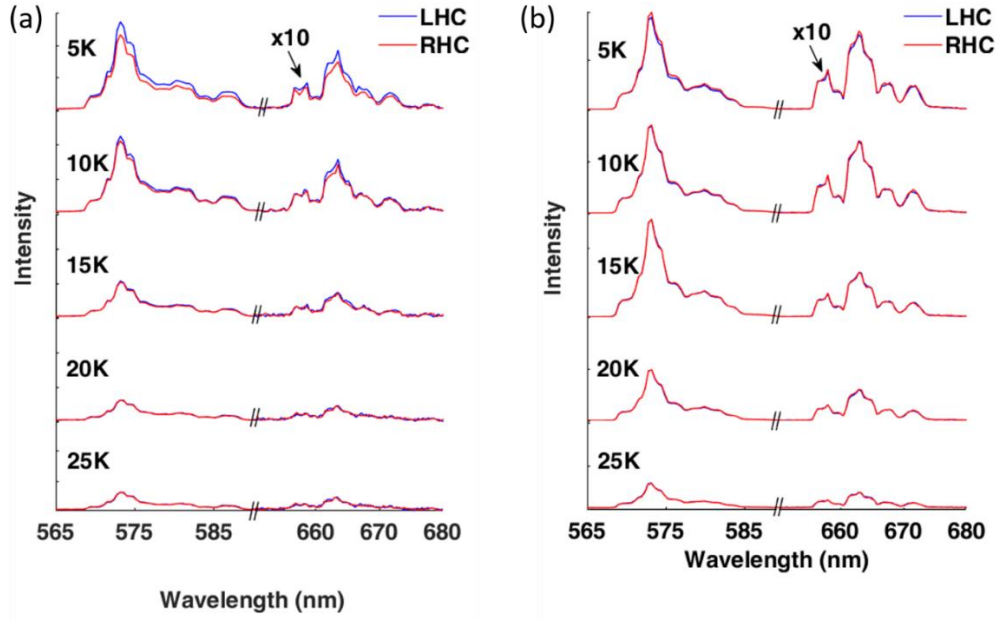 (a)
LHC
RHC
5K
x10
10K
15K
20K
25K
Intensity
565 575 585 660 670 680
Wavelength (nm)
(b)
LHC
RHC
5K
x10
10K
15K
20K
25K
Intensity
565 575 585 660 670 680
Wavelength (nm)